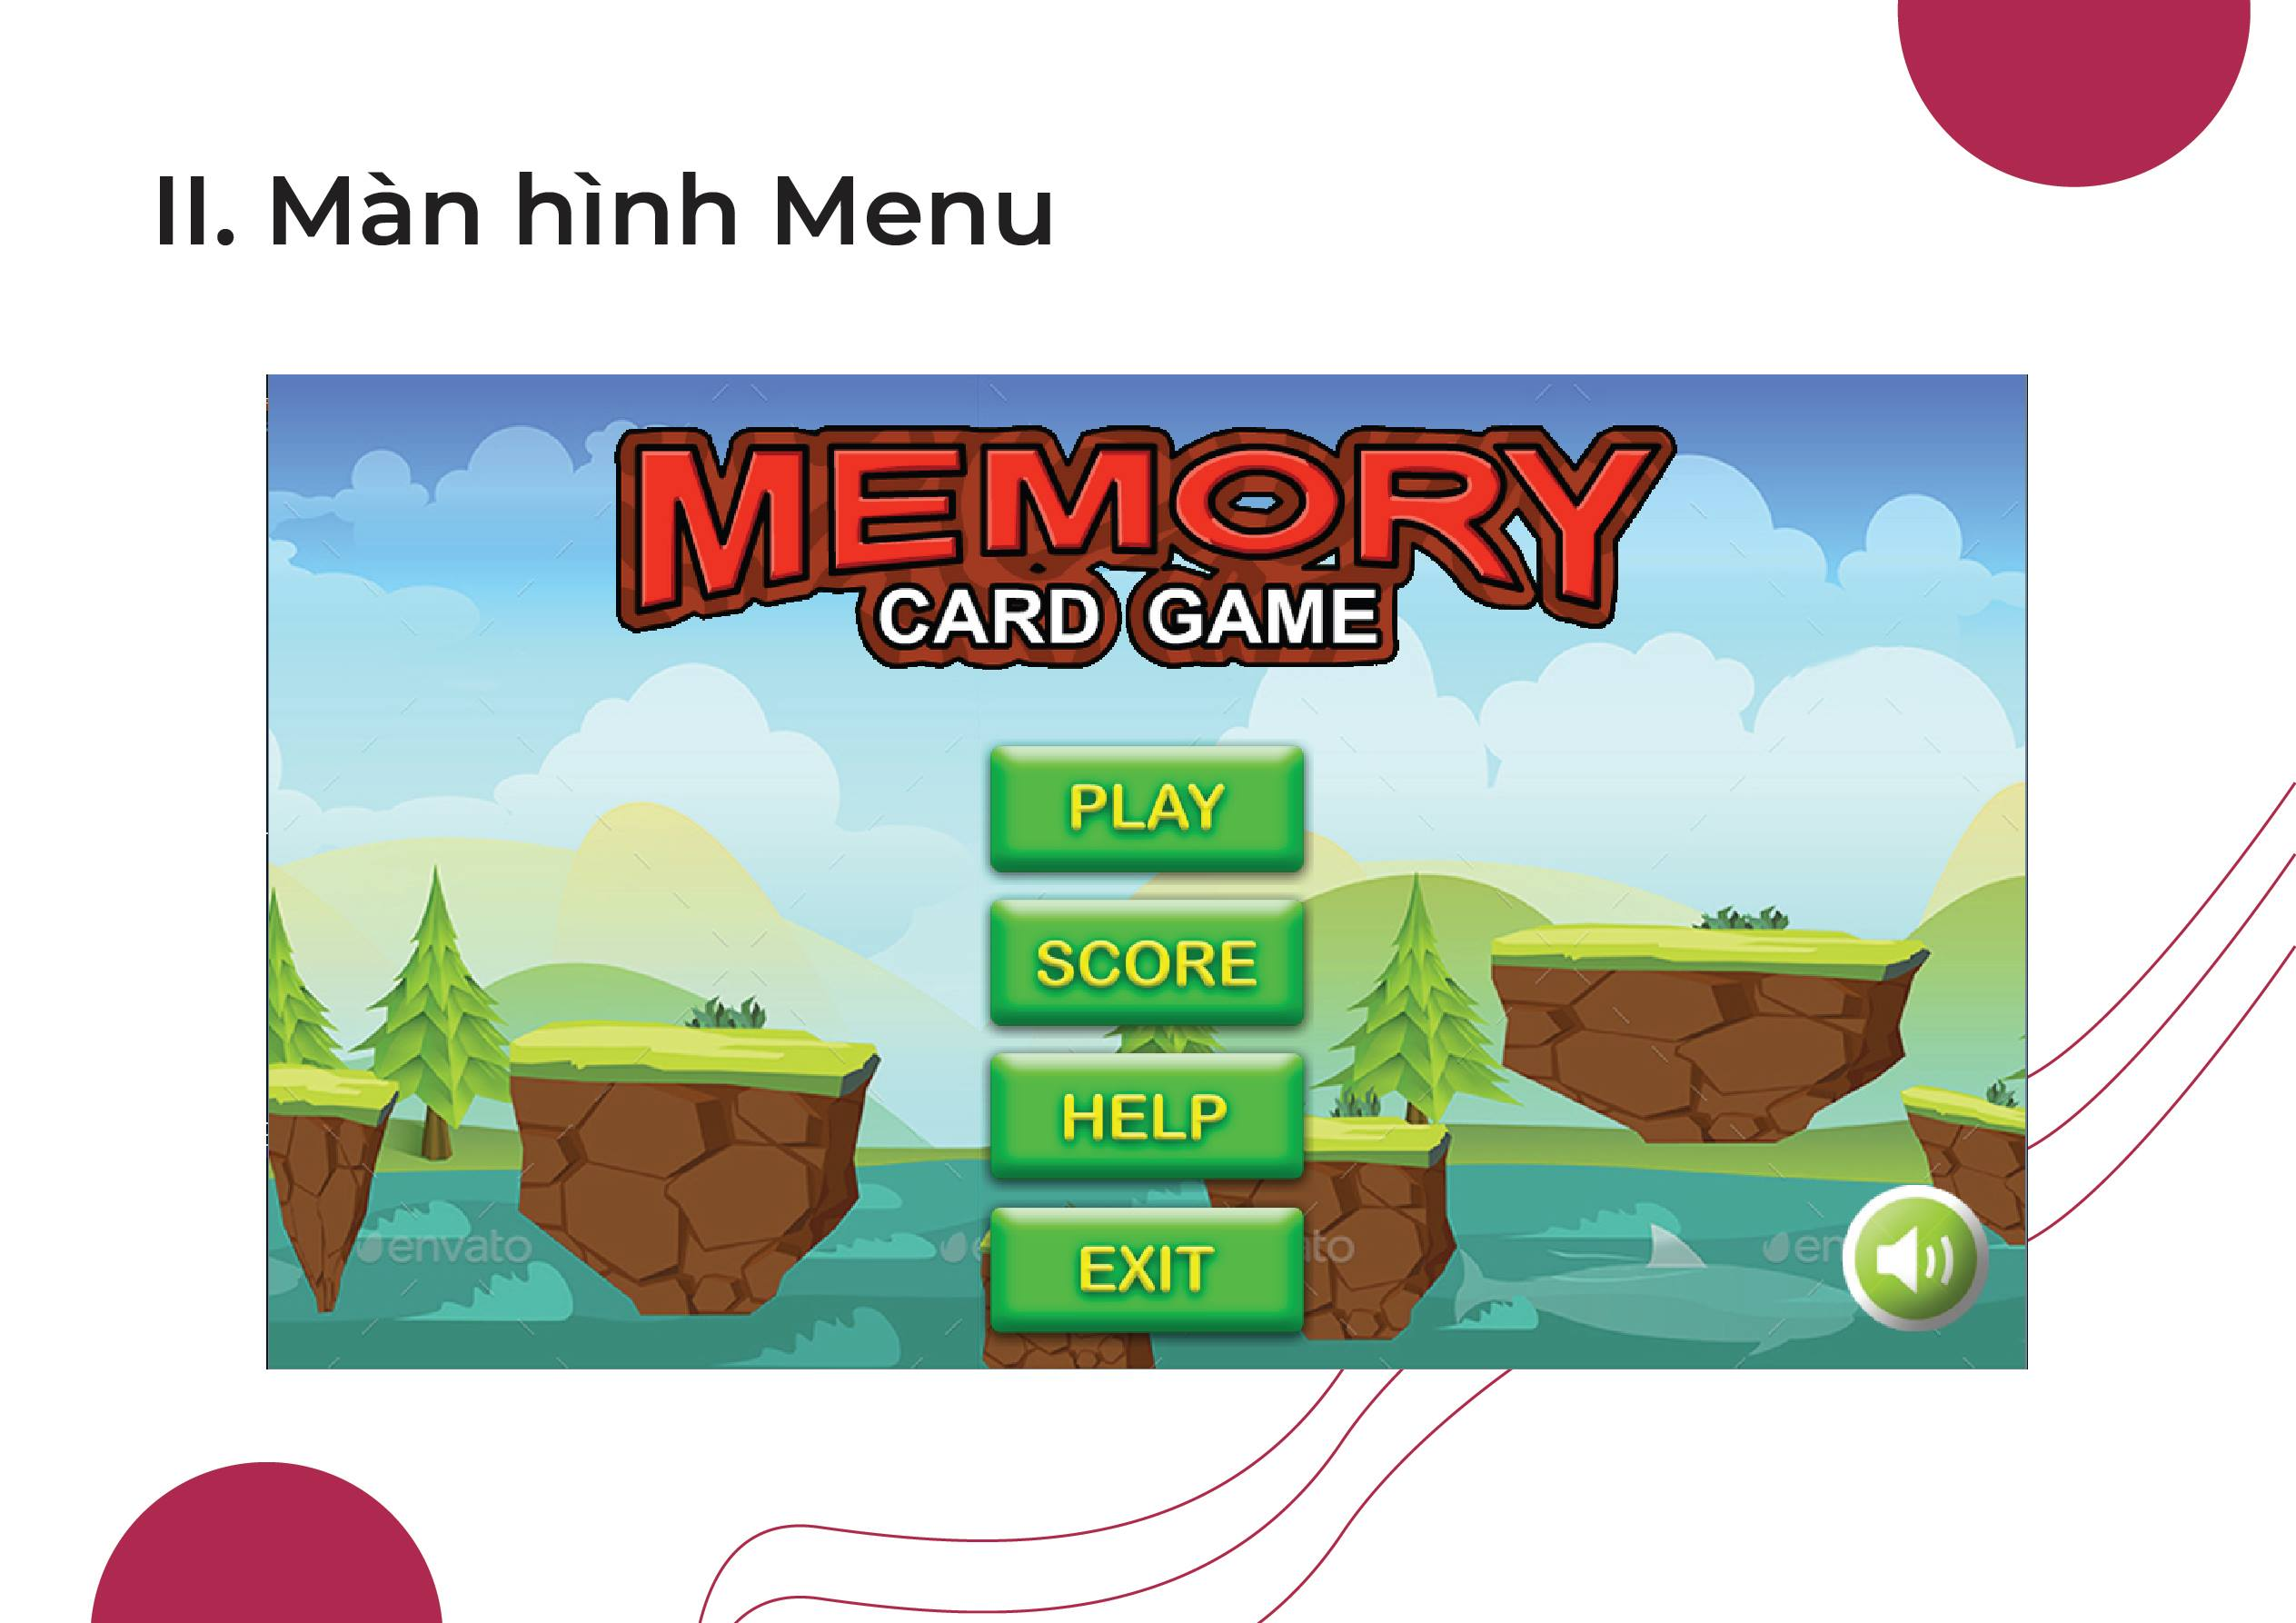 II. Màn hình Menu
MEMORY
CARD GAME
PLAY
SCORE
HELP
envato
EXIT